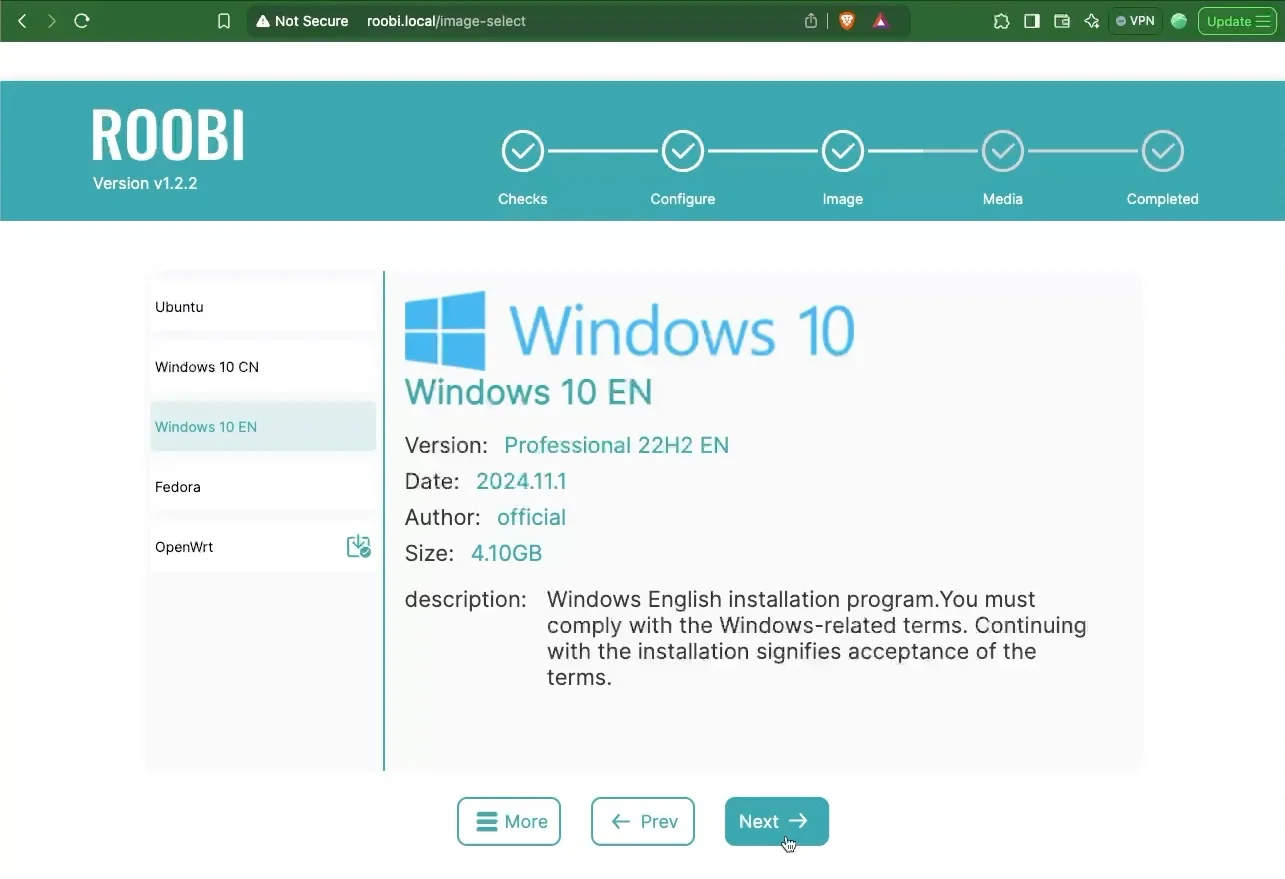 Not Secure roobi.local/image-select VPN Update
ROOBI
Version v1.2.2
Checks Configure Image Media Completed
Ubuntu
Windows 10 CN
Windows 10 EN
Fedora
OpenWrt
Windows 10
Windows 10 EN
Version: Professional 22H2 EN
Date: 2024.11.1
Author: official
Size: 4.10GB
description: Windows English installation program.You must
comply with the Windows-related terms. Continuing
with the installation signifies acceptance of the
terms.
More Prev Next